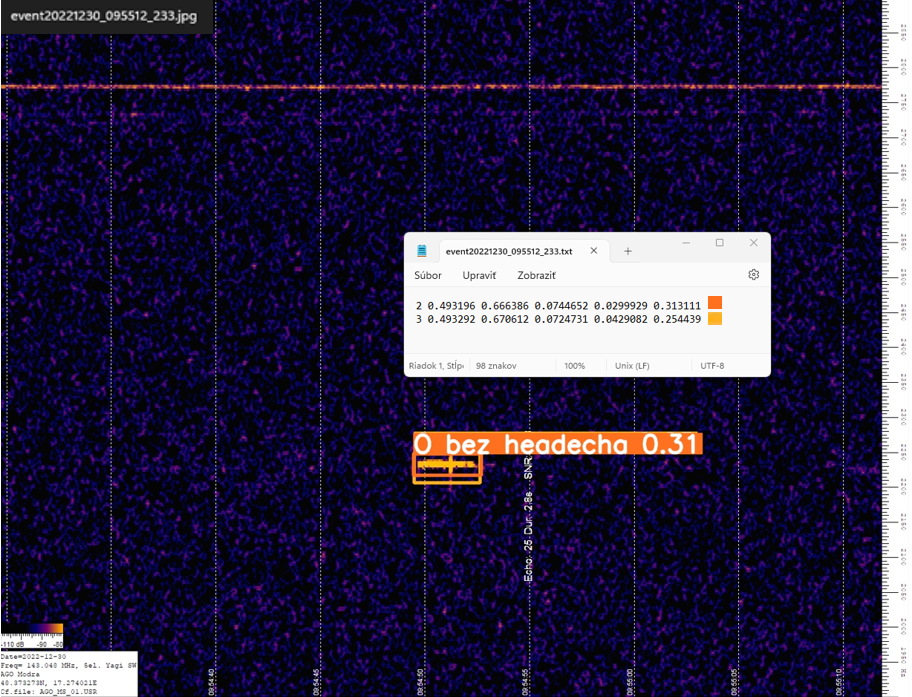 event20221230_095512_233.jpg
event20221230_095512_233.txt
Súbor Upraviť Zobraziť
2 0.493196 0.666386 0.0744652 0.0299929 0.313111
3 0.493292 0.670612 0.0724731 0.0429082 0.254439
Riadok 1, Stĺp 98 znakov 100% Unix (LF) UTF-8
O bez headecha 0.31
Echo: 25 Dur: 2.8s SNR:
-110 dB -90 -80
Date=2022-12-30
Freq= 143.048 MHz, 5el. Yagi SW
AGO Modra
48.373273N, 17.274021E
Cf.file: AGO_MS_01.USR
09:54:40
09:54:45
09:54:50
09:54:55
09:55:00
09:55:05
09:55:10